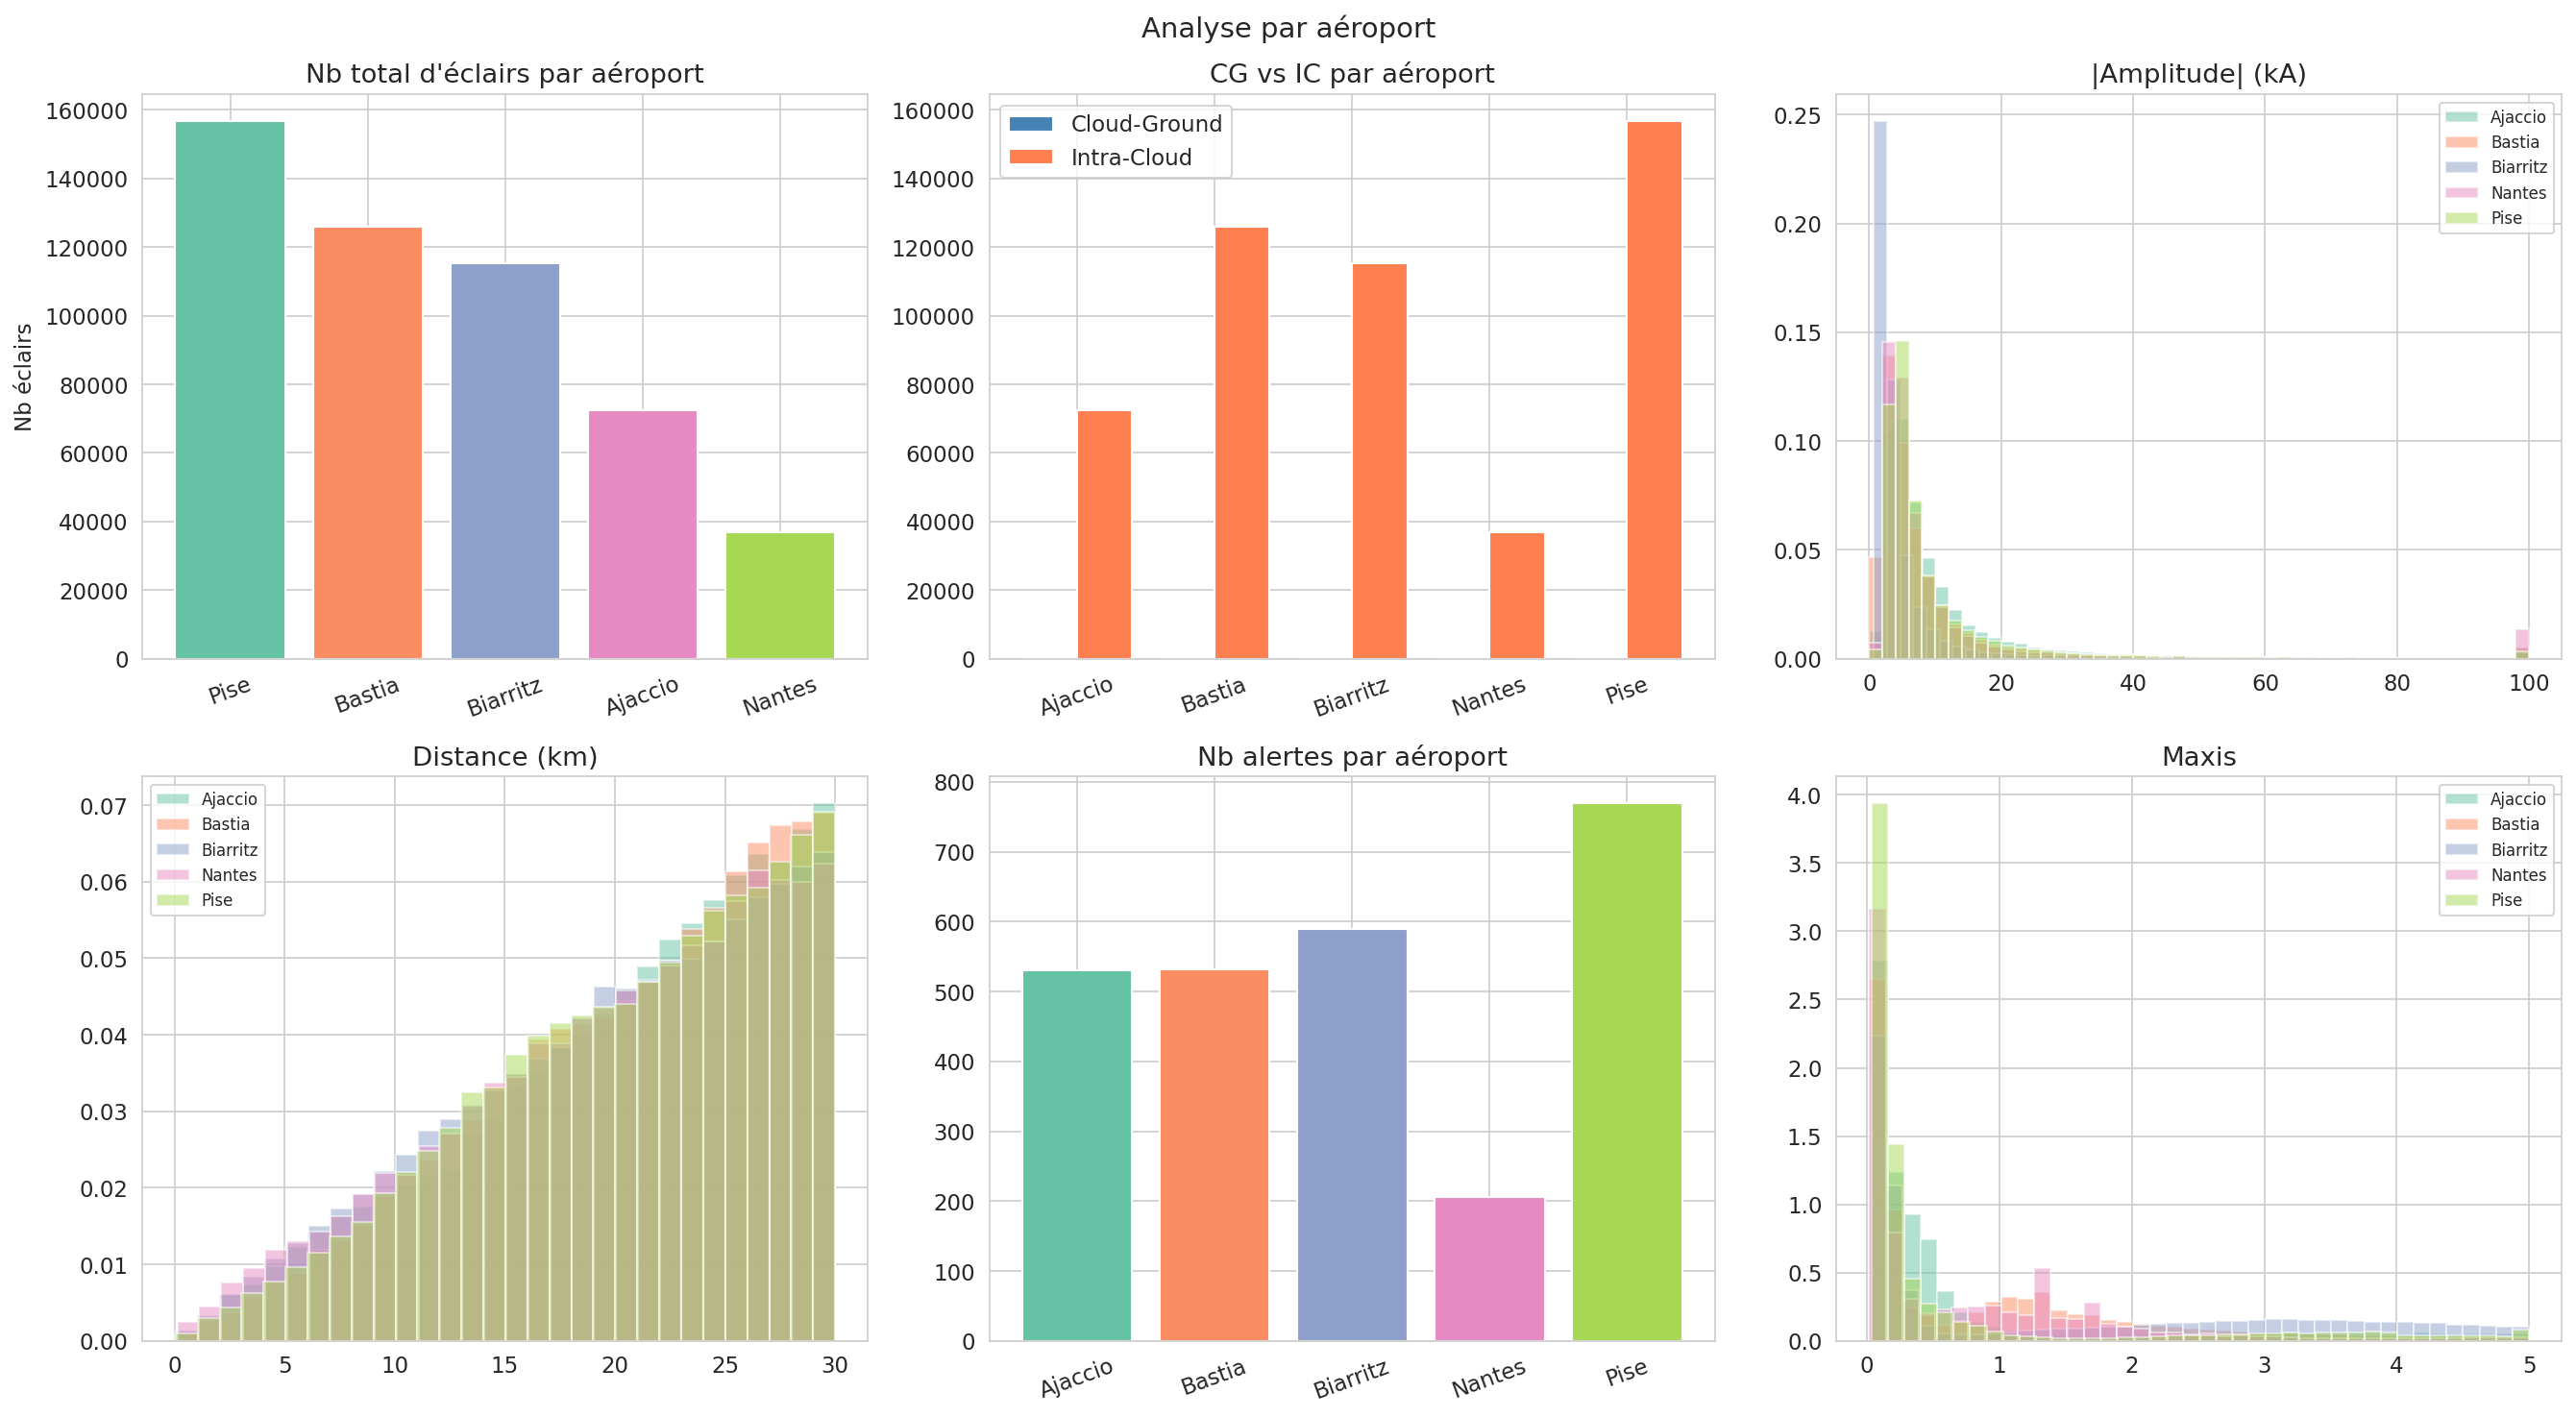 Analyse par aéroport
Nb total d'éclairs par aéroport
Nb éclairs
160000
140000
120000
100000
80000
60000
40000
20000
0
Pise
Bastia
Biarritz
Ajaccio
Nantes
CG vs IC par aéroport
Cloud-Ground
Intra-Cloud
160000
140000
120000
100000
80000
60000
40000
20000
0
Ajaccio
Bastia
Biarritz
Nantes
Pise
|Amplitude| (kA)
Ajaccio
Bastia
Biarritz
Nantes
Pise
0.25
0.20
0.15
0.10
0.05
0.00
0 20 40 60 80 100
Distance (km)
Ajaccio
Bastia
Biarritz
Nantes
Pise
0.07
0.06
0.05
0.04
0.03
0.02
0.01
0.00
0 5 10 15 20 25 30
Nb alertes par aéroport
800
700
600
500
400
300
200
100
0
Ajaccio
Bastia
Biarritz
Nantes
Pise
Maxis
Ajaccio
Bastia
Biarritz
Nantes
Pise
4.0
3.5
3.0
2.5
2.0
1.5
1.0
0.5
0.0
0 1 2 3 4 5